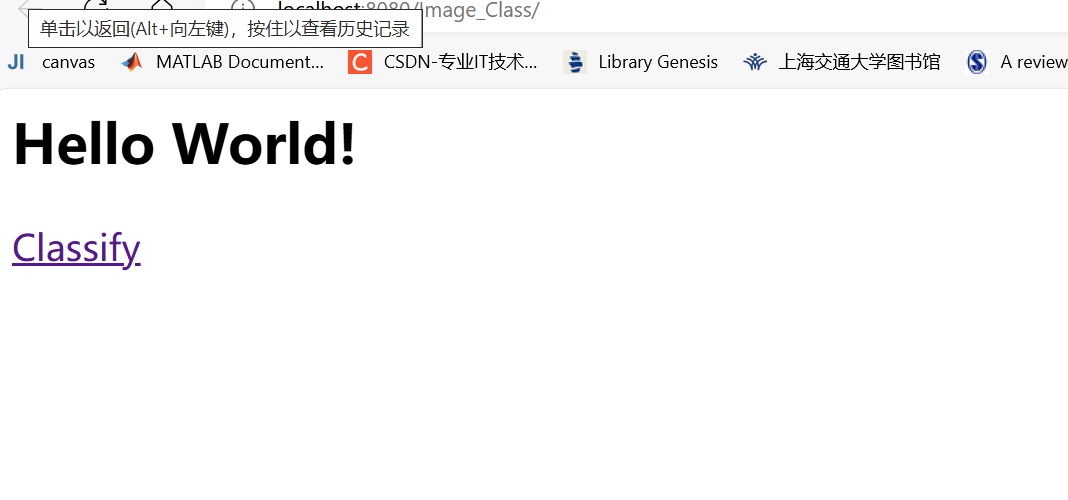 localhost:8080/Image_Class/
单击以返回(Alt+向左键)，按住以查看历史记录
JI canvas MATLAB Document... C CSDN-专业IT技术... Library Genesis 上海交通大学图书馆 A review
Hello World!
Classify